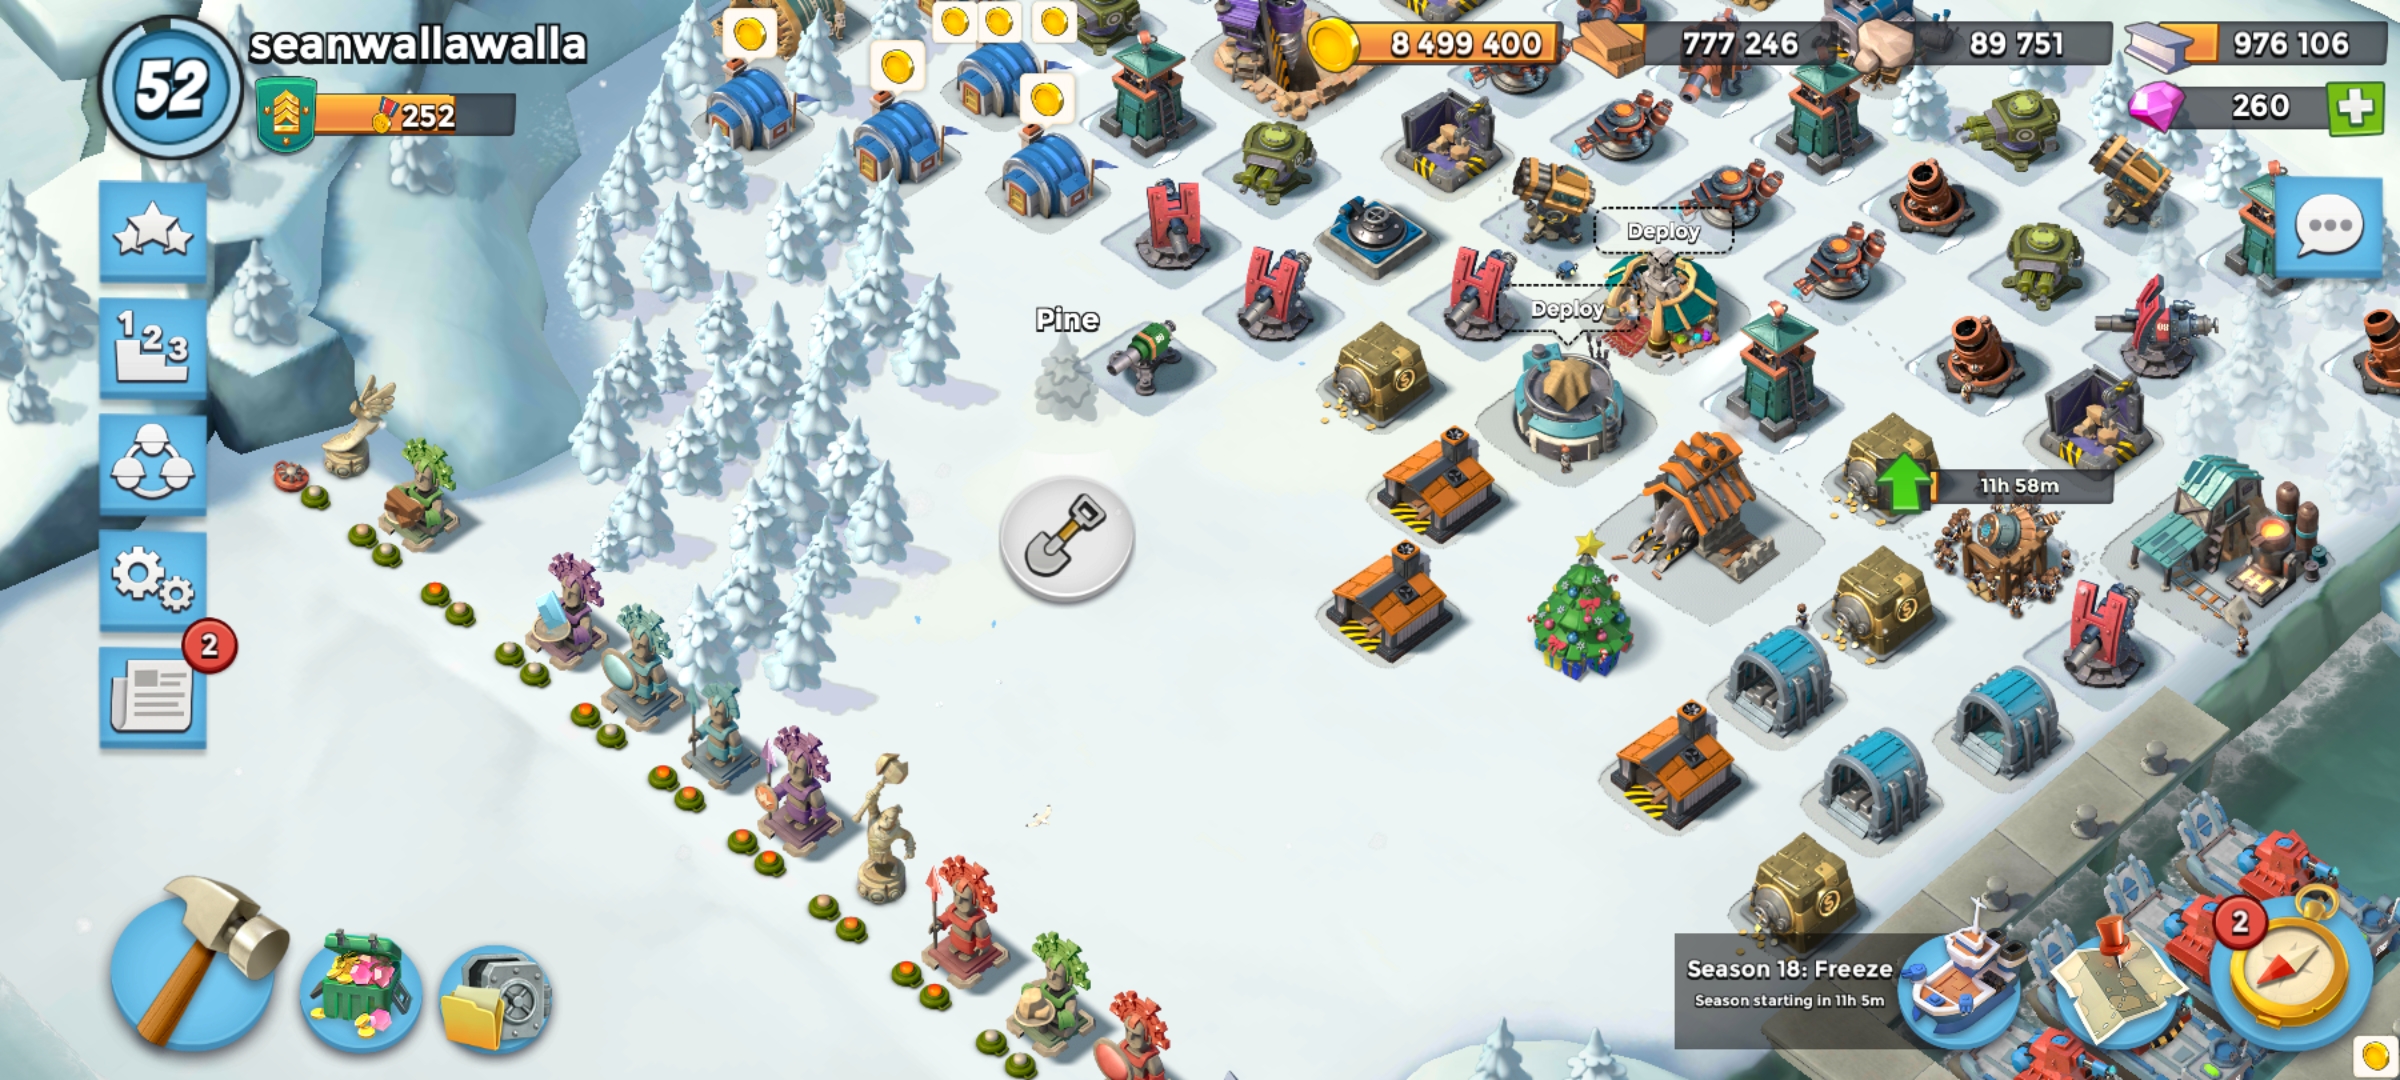 52
seanwallawalla
252
8 499 400
777 246
89 751
976 106
260
Deploy
Deploy
Pine
123
11h 58m
2
2
Season 18: Freeze
Season starting in 11h 5m